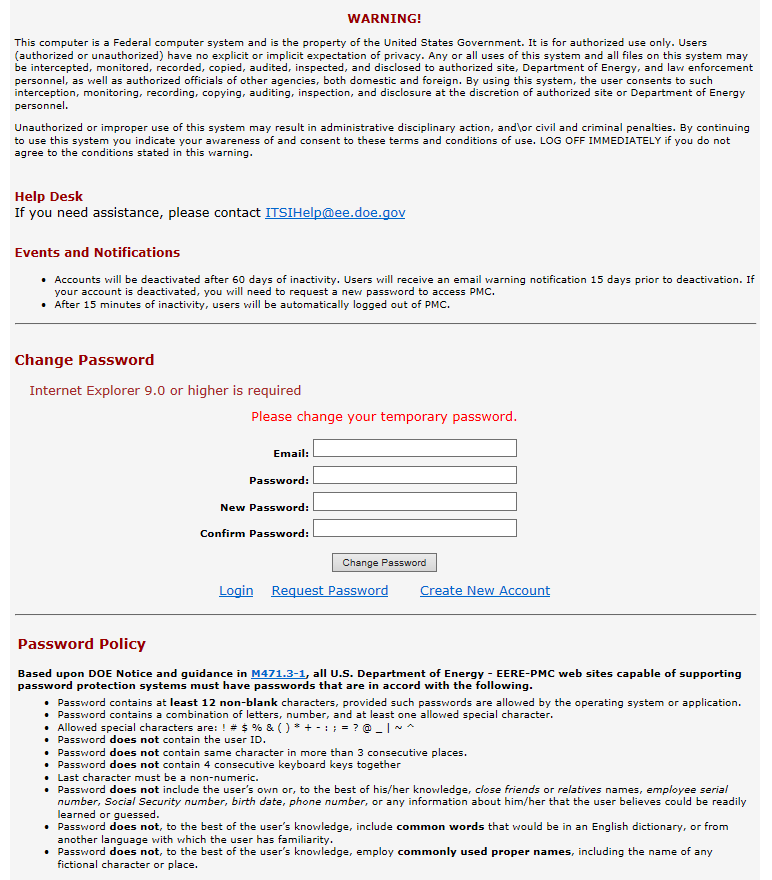 WARNING!
This computer is a Federal computer system and is the property of the United States Government. It is for authorized use only. Users
(authorized or unauthorized) have no explicit or implicit expectation of privacy. Any or all uses of this system and all files on this system may
be intercepted, monitored, recorded, copied, audited, inspected, and disclosed to authorized site, Department of Energy, and law enforcement
personnel, as well as authorized officials of other agencies, both domestic and foreign. By using this system, the user consents to such
interception, monitoring, recording, copying, auditing, inspection, and disclosure at the discretion of authorized site or Department of Energy
personnel.
Unauthorized or improper use of this system may result in administrative disciplinary action, and\or civil and criminal penalties. By continuing
to use this system you indicate your awareness of and consent to these terms and conditions of use. LOG OFF IMMEDIATELY if you do not
agree to the conditions stated in this warning.
Help Desk
If you need assistance, please contact ITSIHelp@ee.doe.gov
Events and Notifications
• Accounts will be deactivated after 60 days of inactivity. Users will receive an email warning notification 15 days prior to deactivation. If
your account is deactivated, you will need to request a new password to access PMC.
• After 15 minutes of inactivity, users will be automatically logged out of PMC.
Change Password
Internet Explorer 9.0 or higher is required
Please change your temporary password.
Email:
Password:
New Password:
Confirm Password:
Change Password
Login Request Password Create New Account
Password Policy
Based upon DOE Notice and guidance in M471.3-1, all U.S. Department of Energy - EERE-PMC web sites capable of supporting
password protection systems must have passwords that are in accord with the following.
• Password contains at least 12 non-blank characters, provided such passwords are allowed by the operating system or application.
• Password contains a combination of letters, number, and at least one allowed special character.
• Allowed special characters are: ! # $ % & ( ) * + - : ; = ? @ _ | ~ ^
• Password does not contain the user ID.
• Password does not contain same character in more than 3 consecutive places.
• Password does not contain 4 consecutive keyboard keys together
• Last character must be a non-numeric.
• Password does not include the user's own or, to the best of his/her knowledge, close friends or relatives names, employee serial
number, Social Security number, birth date, phone number, or any information about him/her that the user believes could be readily
learned or guessed.
• Password does not, to the best of the user's knowledge, include common words that would be in an English dictionary, or from
another language with which the user has familiarity.
• Password does not, to the best of the user's knowledge, employ commonly used proper names, including the name of any
fictional character or place.